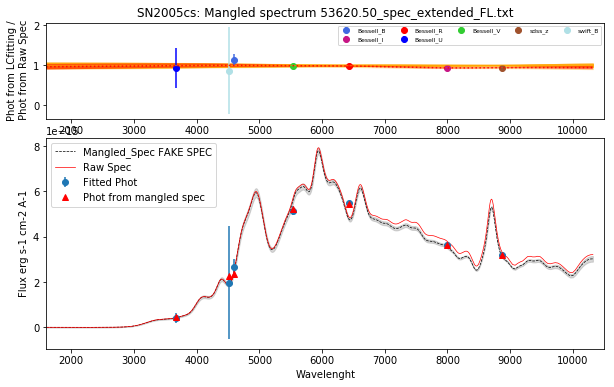 SN2005cs: Mangled spectrum 53620.50_spec_extended_FL.txt
Phot from LCfitting /
Phot from Raw Spec
2
1
0
Bessell_B
Bessell_I
Bessell_R
Bessell_U
Bessell_V
sdss_z
swift_B
2000 3000 4000 5000 6000 7000 8000 9000 10000
1e−15
Flux erg s-1 cm-2 A-1
8
6
4
2
0
Mangled_Spec FAKE SPEC
Raw Spec
Fitted Phot
Phot from mangled spec
2000 3000 4000 5000 6000 7000 8000 9000 10000
Wavelenght